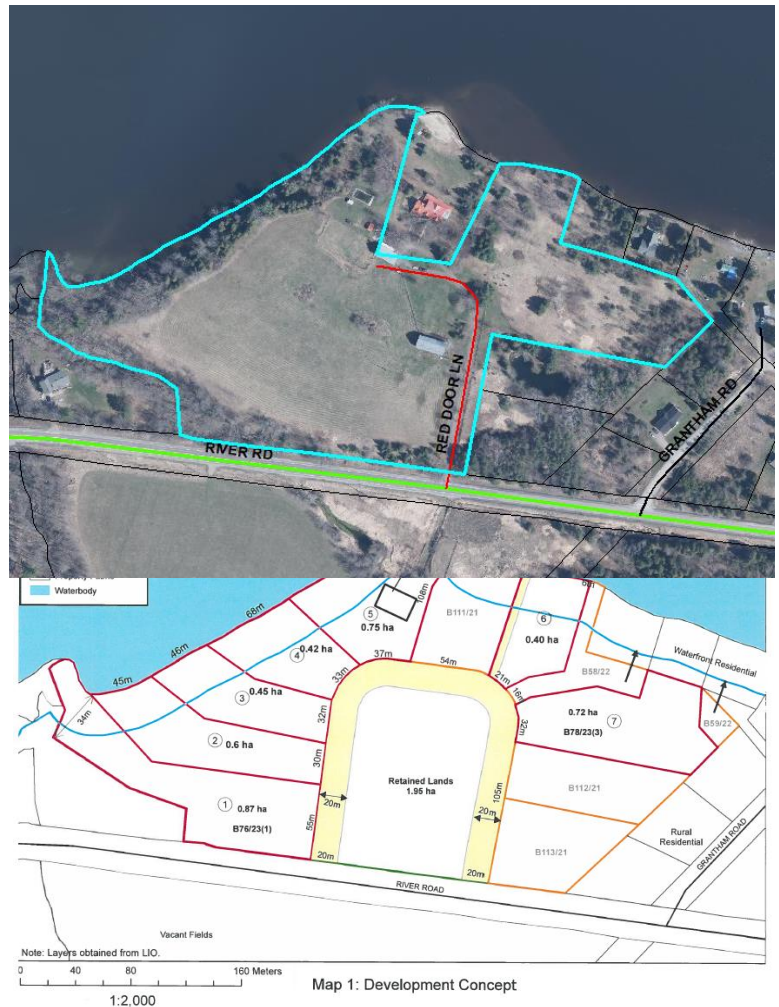 RED DOOR LN
GRANTHAM RD
RIVER RD
Waterbody
68m
108m
5
0.75 ha
B111/21
6
0.40 ha
46m
4
0.42 ha
37m
54m
Waterfront Residential
45m
33m
21m
B58/22
3
0.45 ha
16m
34m
32m
32m
0.72 ha
7
B59/22
2
0.6 ha
B78/23(3)
30m
Retained Lands
1.95 ha
B112/21
1
0.87 ha
20m
105m
20m
B76/23(1)
55m
B113/21
Rural
Residential
GRANTHAM ROAD
20m
20m
RIVER ROAD
Vacant Fields
Note: Layers obtained from LIO.
0 40 80 160 Meters
Map 1: Development Concept
1:2,000